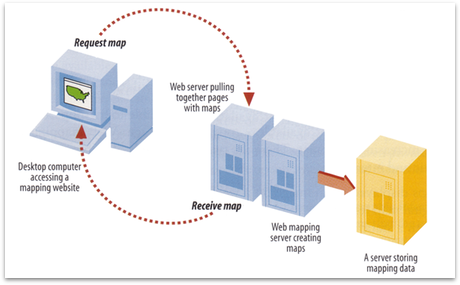 Request map
Web server pulling
together pages
with maps
Desktop computer
accessing a
mapping website
Receive map
Web mapping
server creating
maps
A server storing
mapping data